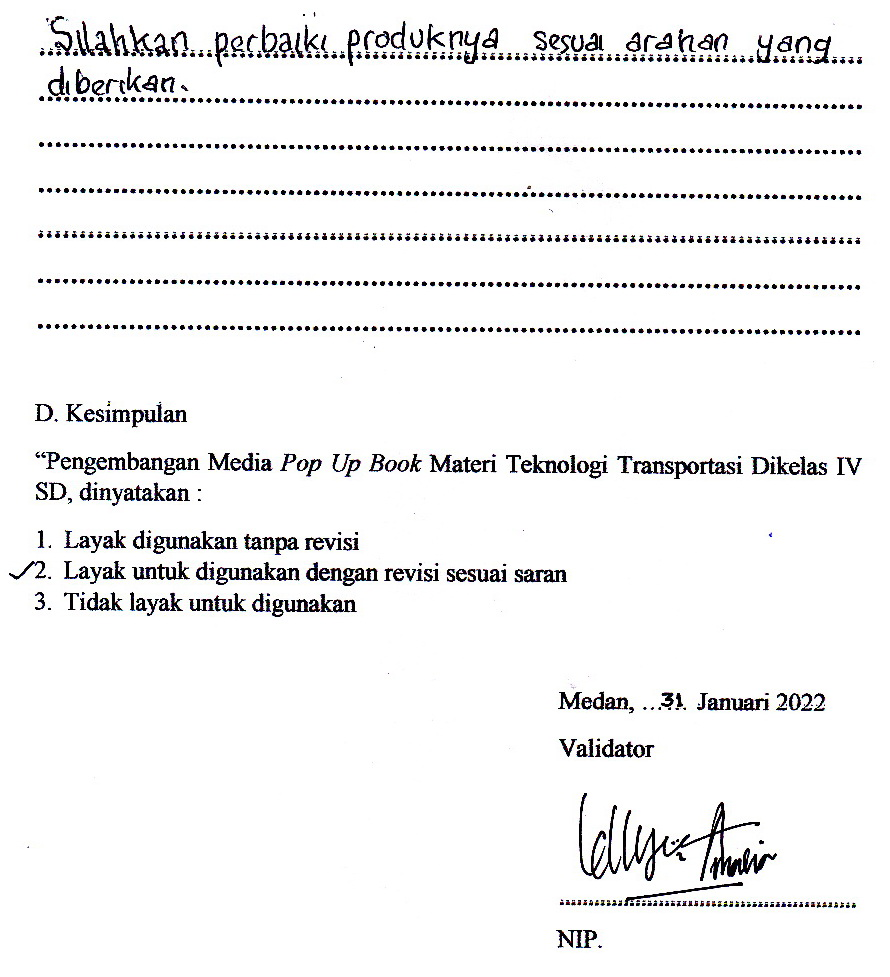 Silahkan perbaiki produknya sesuai arahan yang
diberikan.
D. Kesimpulan
“Pengembangan Media Pop Up Book Materi Teknologi Transportasi Dikelas IV
SD, dinyatakan :
1. Layak digunakan tanpa revisi
✓2. Layak untuk digunakan dengan revisi sesuai saran
3. Tidak layak untuk digunakan
Medan, ...31. Januari 2022
Validator
NIP.